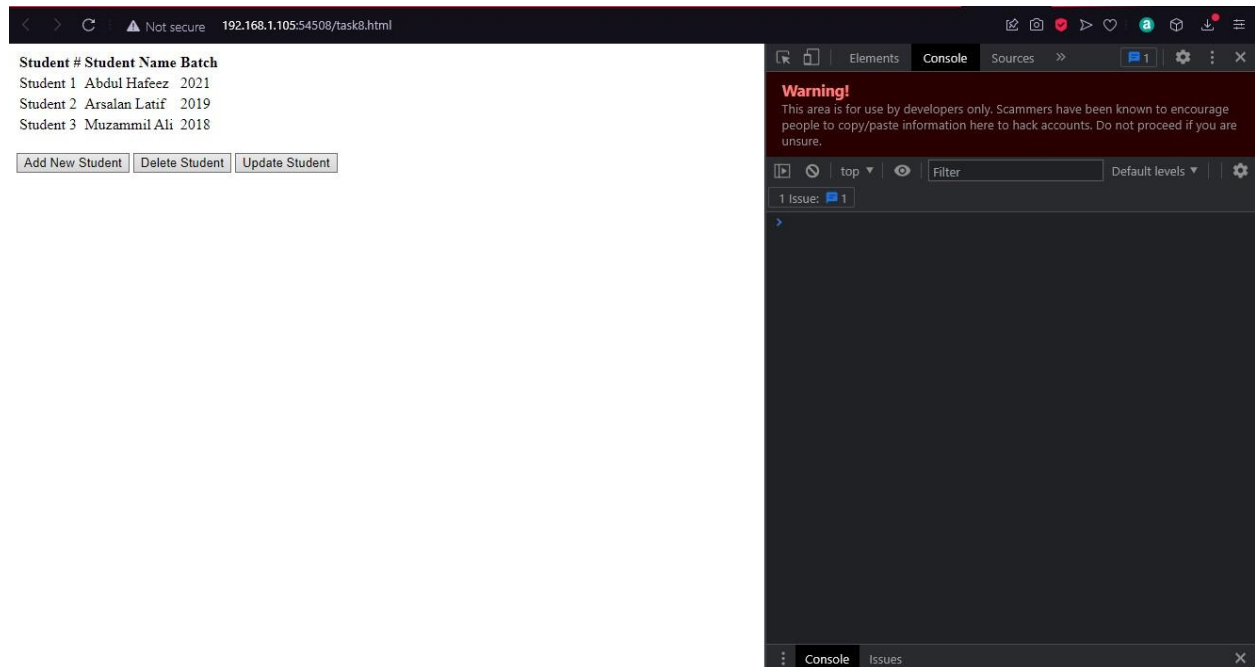 Not secure 192.168.1.105:54508/task8.html
Student # Student Name Batch
Student 1 Abdul Hafeez 2021
Student 2 Arsalan Latif 2019
Student 3 Muzammil Ali 2018
Add New Student Delete Student Update Student
Elements Console Sources » 1
Warning!
This area is for use by developers only. Scammers have been known to encourage
people to copy/paste information here to hack accounts. Do not proceed if you are
unsure.
top Filter Default levels
1 Issue: 1
Console Issues